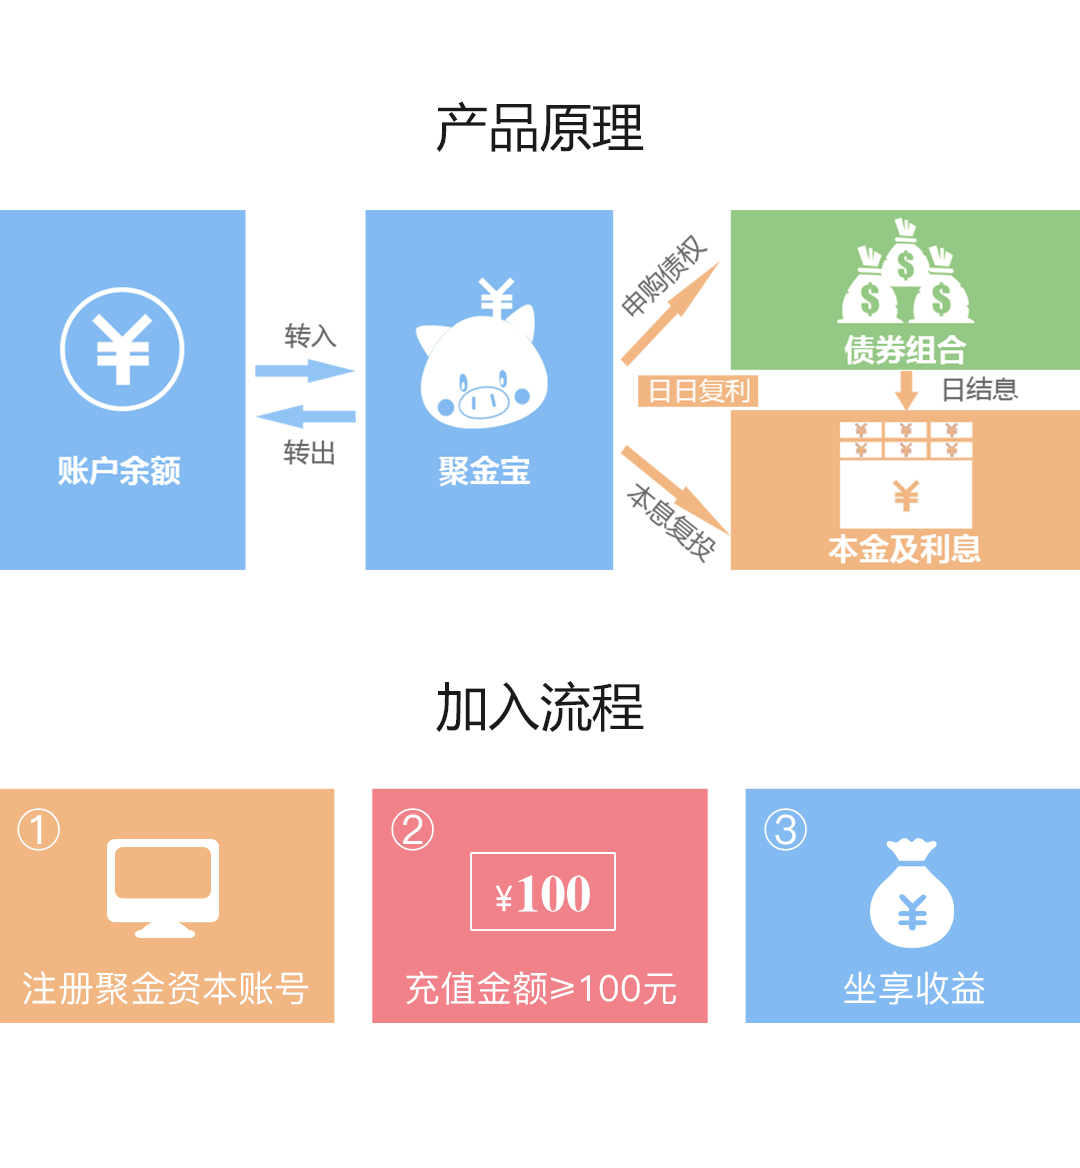 产品原理
¥
账户余额
转入
转出
¥
聚金宝
申购债权
日日复利
本息复投
$
$ $
债券组合
日结息
¥ ¥ ¥
¥ ¥ ¥
¥
本金及利息
加入流程
①
注册聚金资本账号
②
¥100
充值金额≥100元
③
¥
坐享收益